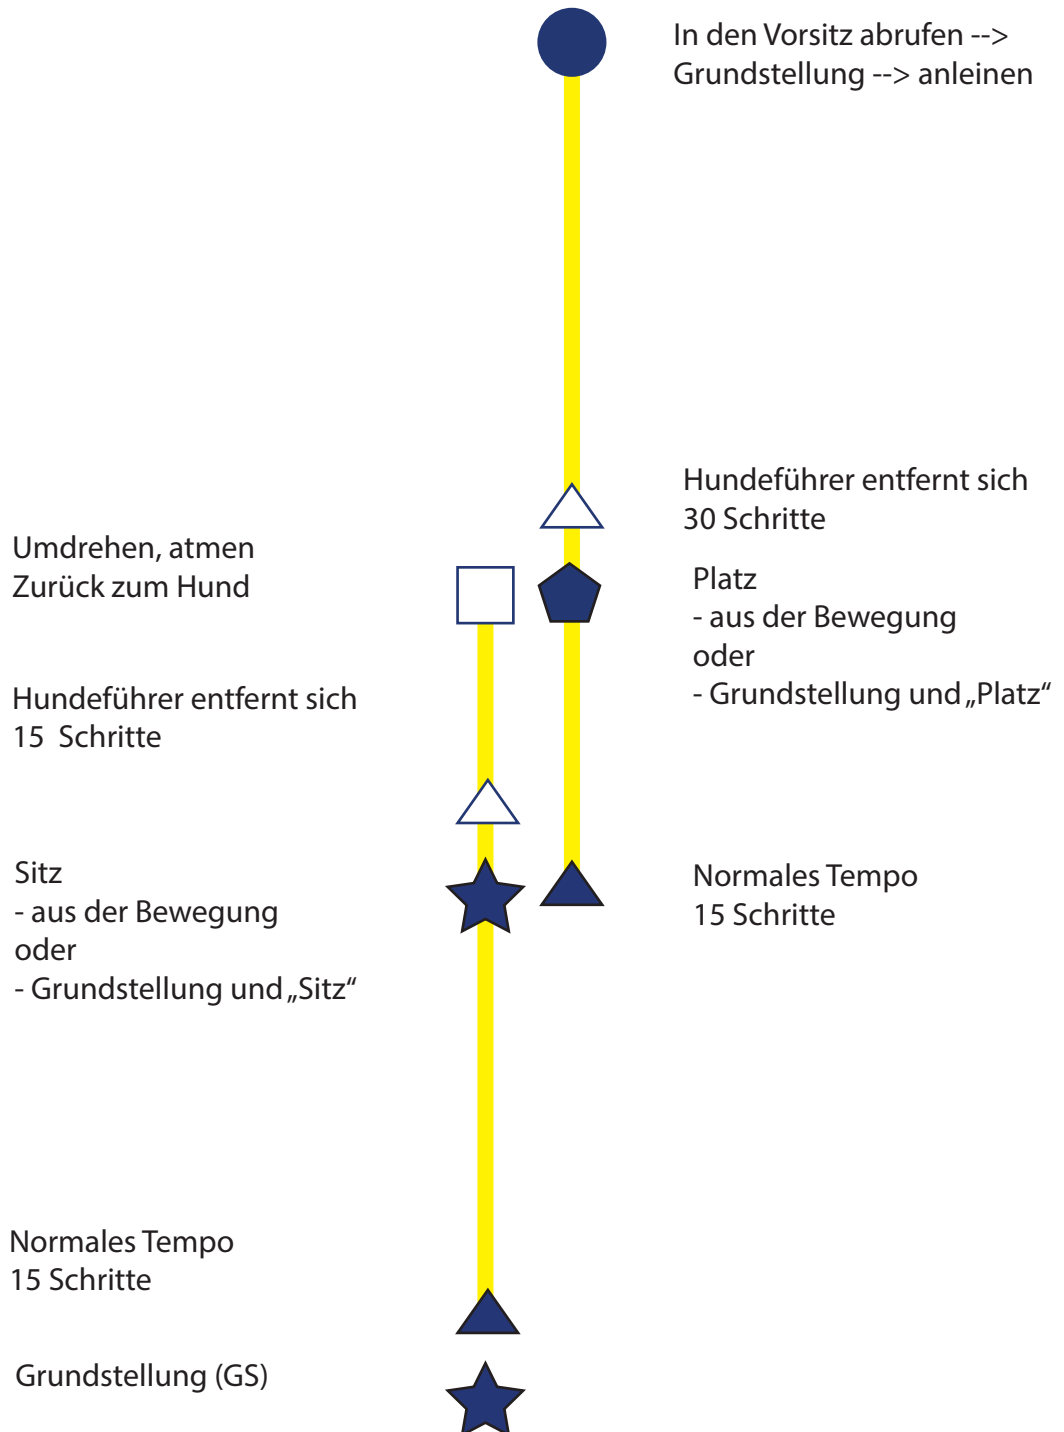 In den Vorsitz abrufen -->
Grundstellung --> anleinen
Hundeführer entfernt sich
30 Schritte
Umdrehen, atmen
Zurück zum Hund
Platz
- aus der Bewegung
oder
- Grundstellung und „Platz“
Hundeführer entfernt sich
15 Schritte
Sitz
- aus der Bewegung
oder
- Grundstellung und „Sitz“
Normales Tempo
15 Schritte
Normales Tempo
15 Schritte
Grundstellung (GS)